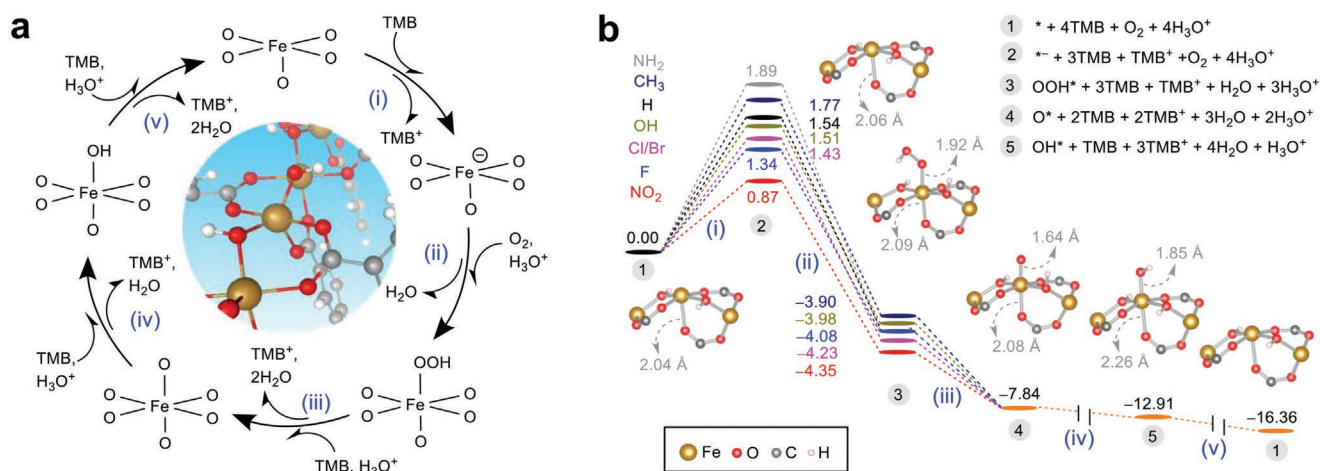 a
O
Fe
O
O
O
O
TMB
(i)
TMB⁺
O
Fe
⊖
O
O
O
O
(ii)
O₂,
H₃O⁺
H₂O
OOH
O
Fe
O
O
O
O
TMB⁺,
2H₂O
(iii)
TMB, H₃O⁺
O
O
Fe
O
O
O
O
TMB⁺,
H₂O
(iv)
TMB,
H₃O⁺
OH
O
Fe
O
O
O
O
TMB,
H₃O⁺
TMB⁺,
2H₂O
(v)
b
NH₂
CH₃
H
OH
Cl/Br
F
NO₂
1.89
1.77
1.54
1.51
1.43
1.34
0.87
2
0.00
1
(i)
(ii)
2.04 Å
2.06 Å
1.92 Å
2.09 Å
−3.90
−3.98
−4.08
−4.23
−4.35
3
(iii)
1.64 Å
2.08 Å
1.85 Å
2.26 Å
−7.84
4
(iv)
−12.91
5
(v)
−16.36
1
Fe O C H
1 * + 4TMB + O₂ + 4H₃O⁺
2 *⁻ + 3TMB + TMB⁺ +O₂ + 4H₃O⁺
3 OOH* + 3TMB + TMB⁺ + H₂O + 3H₃O⁺
4 O* + 2TMB + 2TMB⁺ + 3H₂O + 2H₃O⁺
5 OH* + TMB + 3TMB⁺ + 4H₂O + H₃O⁺